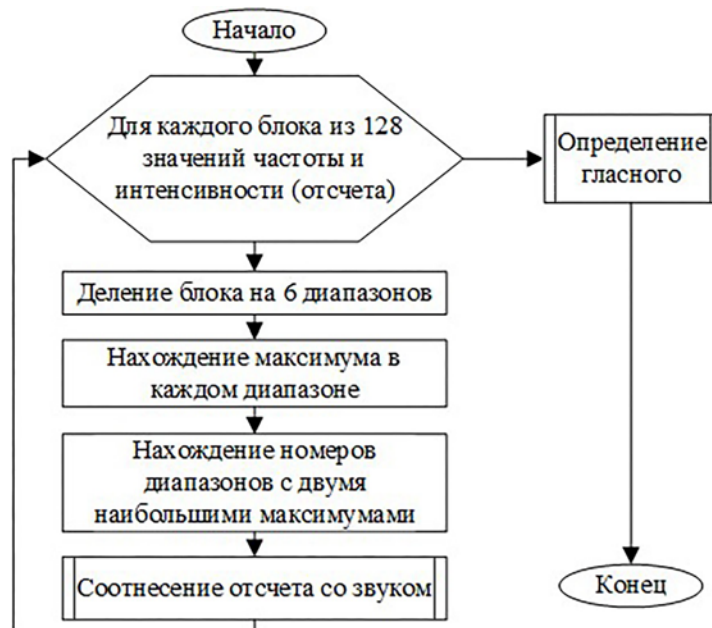 Начало
Для каждого блока из 128
значений частоты и
интенсивности (отсчета)
Определение
гласного
Деление блока на 6 диапазонов
Нахождение максимума в
каждом диапазоне
Нахождение номеров
диапазонов с двумя
наибольшими максимумами
Соотнесение отсчета со звуком
Конец